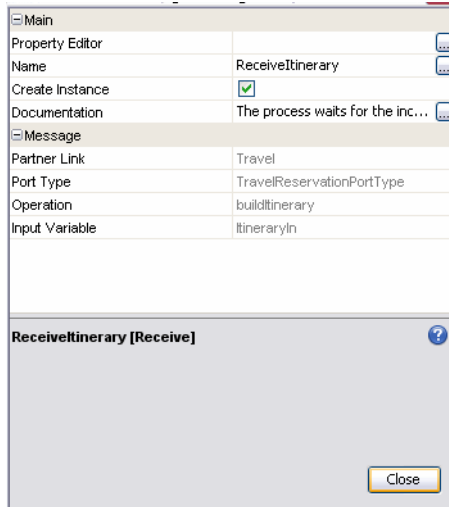 Main
Property Editor
Name ReceiveItinerary
Create Instance
Documentation The process waits for the inc...
Message
Partner Link Travel
Port Type TravelReservationPortType
Operation buildItinerary
Input Variable ItineraryIn
ReceiveItinerary [Receive]
Close